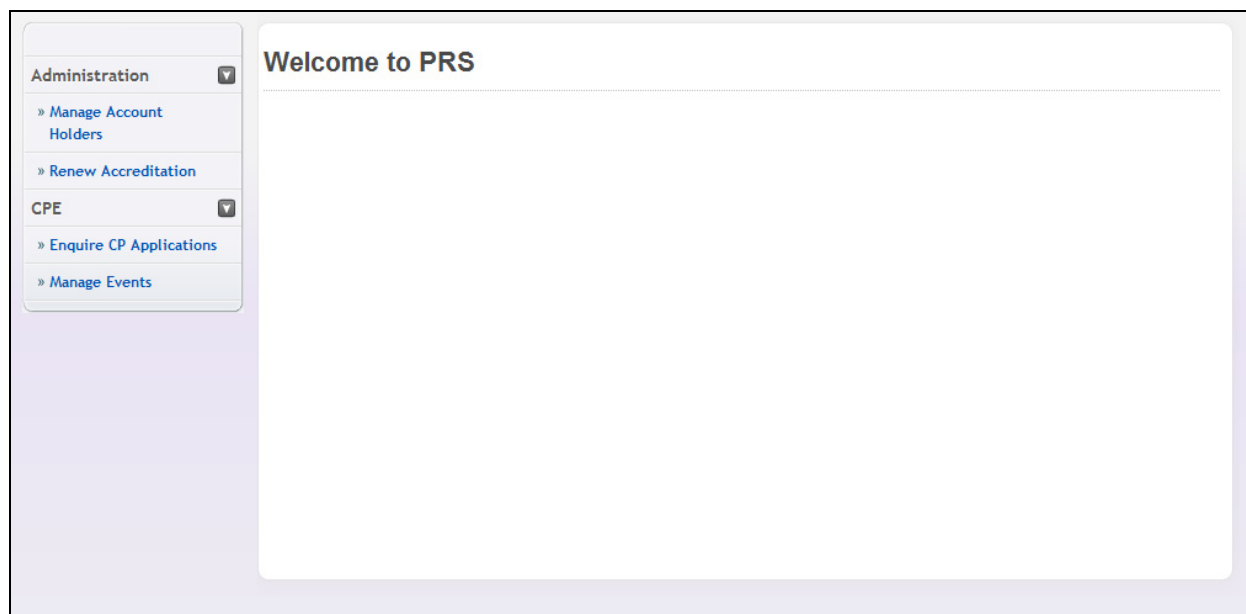 Welcome to PRS
Administration
» Manage Account
Holders
» Renew Accreditation
CPE
» Enquire CP Applications
» Manage Events